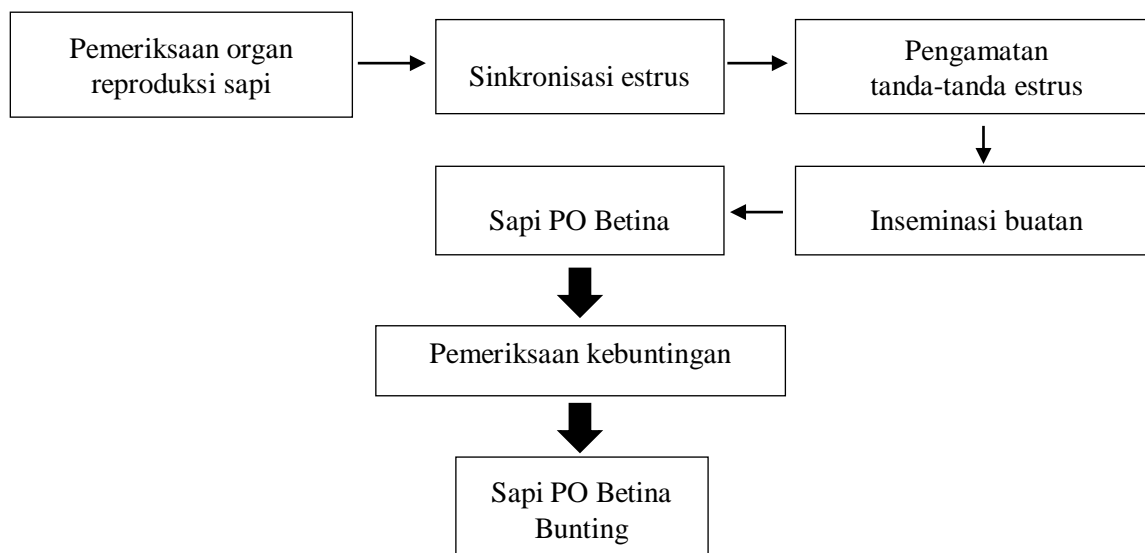 Pemeriksaan organ
reproduksi sapi
Sinkronisasi estrus
Pengamatan
tanda-tanda estrus
Inseminasi buatan
Sapi PO Betina
Pemeriksaan kebuntingan
Sapi PO Betina
Bunting